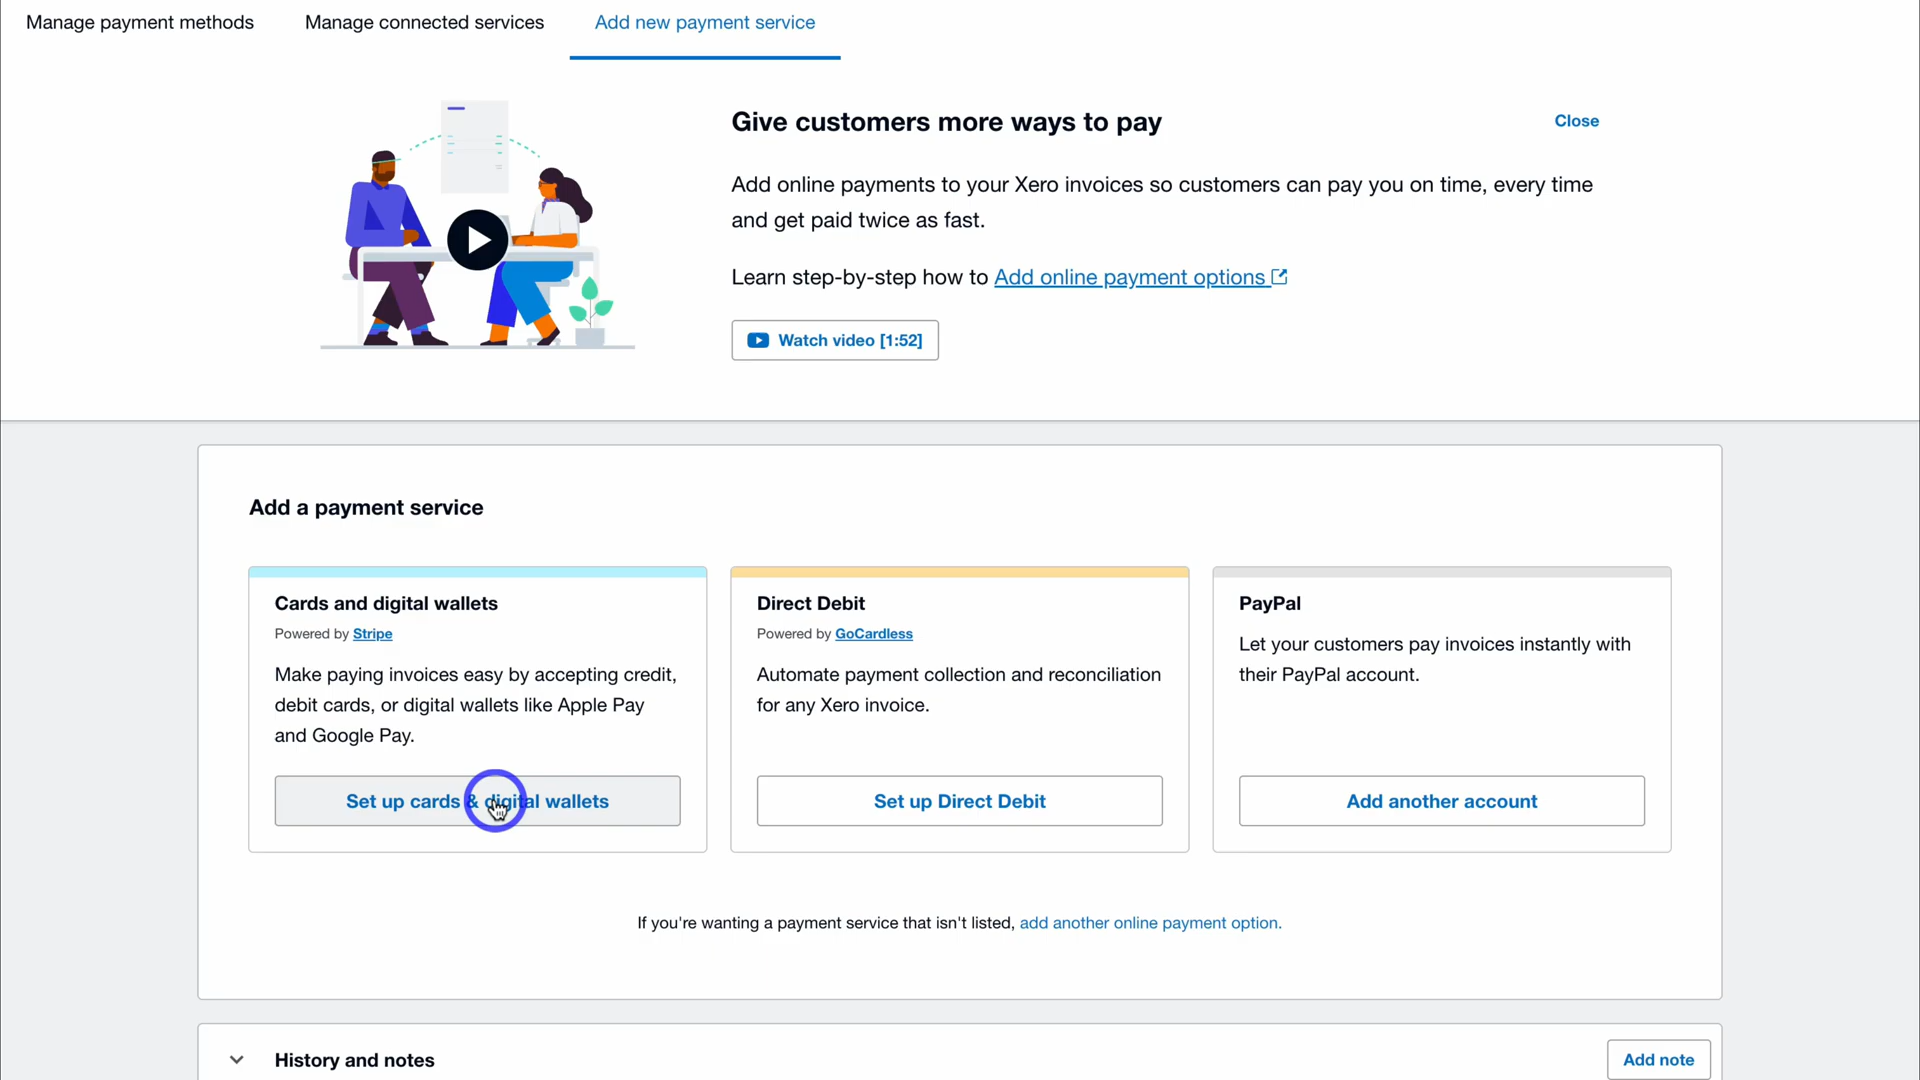 Manage payment methods
Manage connected services
Add new payment service
Give customers more ways to pay
Close
Add online payments to your Xero invoices so customers can pay you on time, every time
and get paid twice as fast.
Learn step-by-step how to Add online payment options
Watch video [1:52]
Add a payment service
Cards and digital wallets
Powered by Stripe
Make paying invoices easy by accepting credit,
debit cards, or digital wallets like Apple Pay
and Google Pay.
Set up cards & digital wallets
Direct Debit
Powered by GoCardless
Automate payment collection and reconciliation
for any Xero invoice.
Set up Direct Debit
PayPal
Let your customers pay invoices instantly with
their PayPal account.
Add another account
If you're wanting a payment service that isn't listed, add another online payment option.
History and notes
Add note